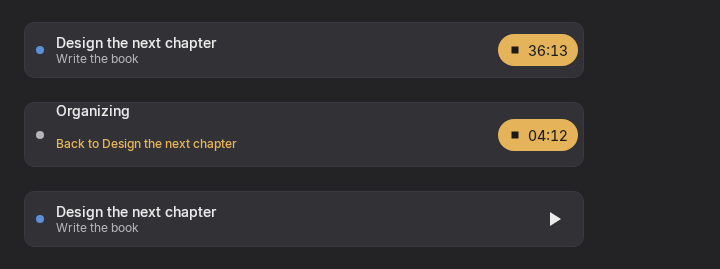 Design the next chapter
Write the book
36:13
Organizing
Back to Design the next chapter
04:12
Design the next chapter
Write the book